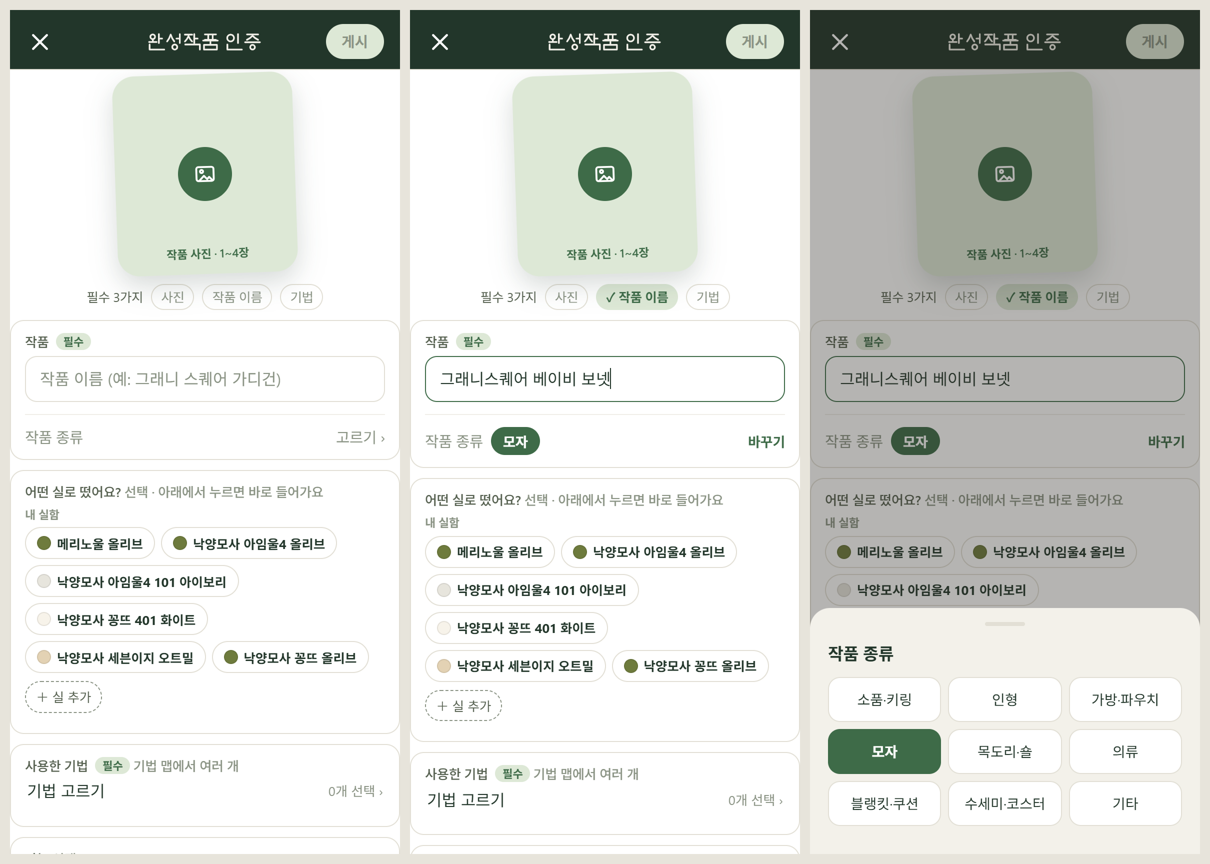 완성작품 인증
게시
작품 사진 · 1~4장
필수 3가지 사진 작품 이름 기법
작품 필수
작품 이름 (예: 그래니 스퀘어 가디건)
작품 종류 고르기 ›
어떤 실로 떴어요? 선택 · 아래에서 누르면 바로 들어가요
내 실함
메리노울 올리브 낙양모사 아임울4 올리브
낙양모사 아임울4 101 아이보리
낙양모사 꽁뜨 401 화이트
낙양모사 세븐이지 오트밀 낙양모사 꽁뜨 올리브
+ 실 추가
사용한 기법 필수 기법 맵에서 여러 개
기법 고르기 0개 선택 ›
완성작품 인증
게시
작품 사진 · 1~4장
필수 3가지 사진 ✓ 작품 이름 기법
작품 필수
그래니스퀘어 베이비 보넷
작품 종류 모자 바꾸기
어떤 실로 떴어요? 선택 · 아래에서 누르면 바로 들어가요
내 실함
메리노울 올리브 낙양모사 아임울4 올리브
낙양모사 아임울4 101 아이보리
낙양모사 꽁뜨 401 화이트
낙양모사 세븐이지 오트밀 낙양모사 꽁뜨 올리브
+ 실 추가
사용한 기법 필수 기법 맵에서 여러 개
기법 고르기 0개 선택 ›
완성작품 인증
게시
작품 사진 · 1~4장
필수 3가지 사진 ✓ 작품 이름 기법
작품 필수
그래니스퀘어 베이비 보넷
작품 종류 모자 바꾸기
어떤 실로 떴어요? 선택 · 아래에서 누르면 바로 들어가요
내 실함
메리노울 올리브 낙양모사 아임울4 올리브
낙양모사 아임울4 101 아이보리
작품 종류
소품·키링 인형 가방·파우치
모자 목도리·숄 의류
블랭킷·쿠션 수세미·코스터 기타